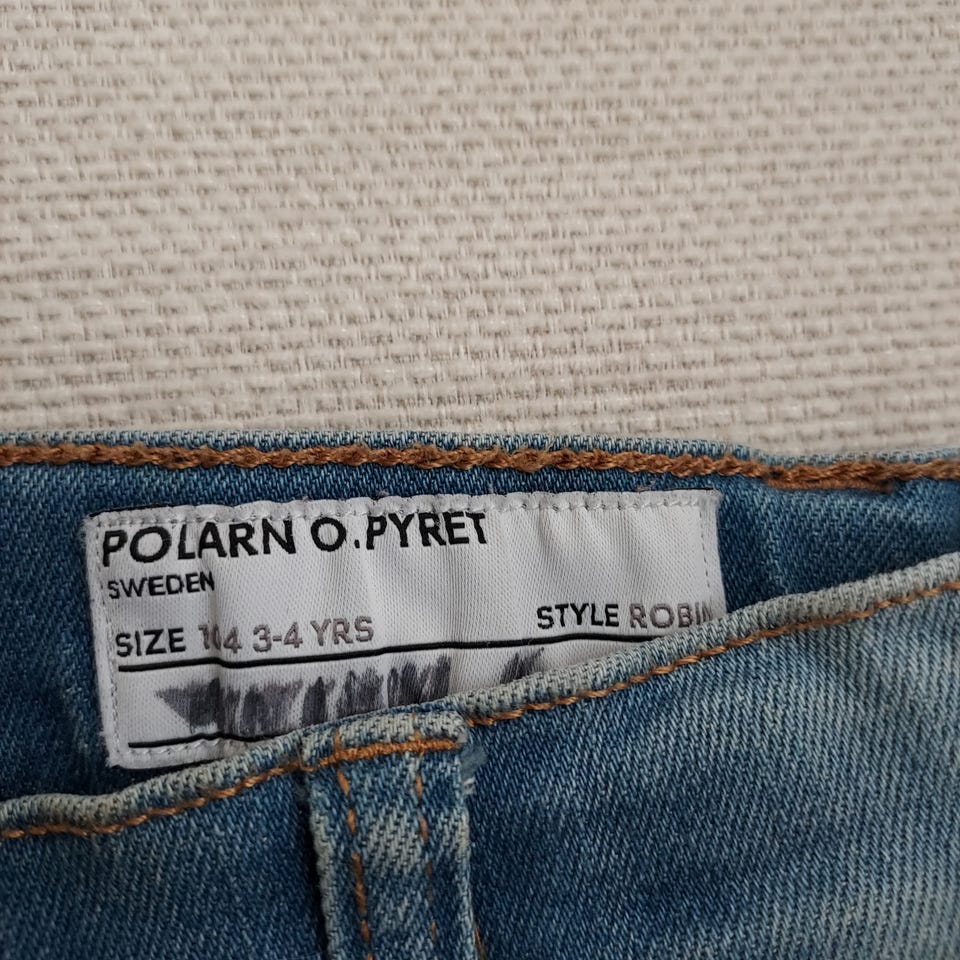 POLARN O.PYRET
SWEDEN
SIZE 104 3-4 YRS STYLE ROBIN